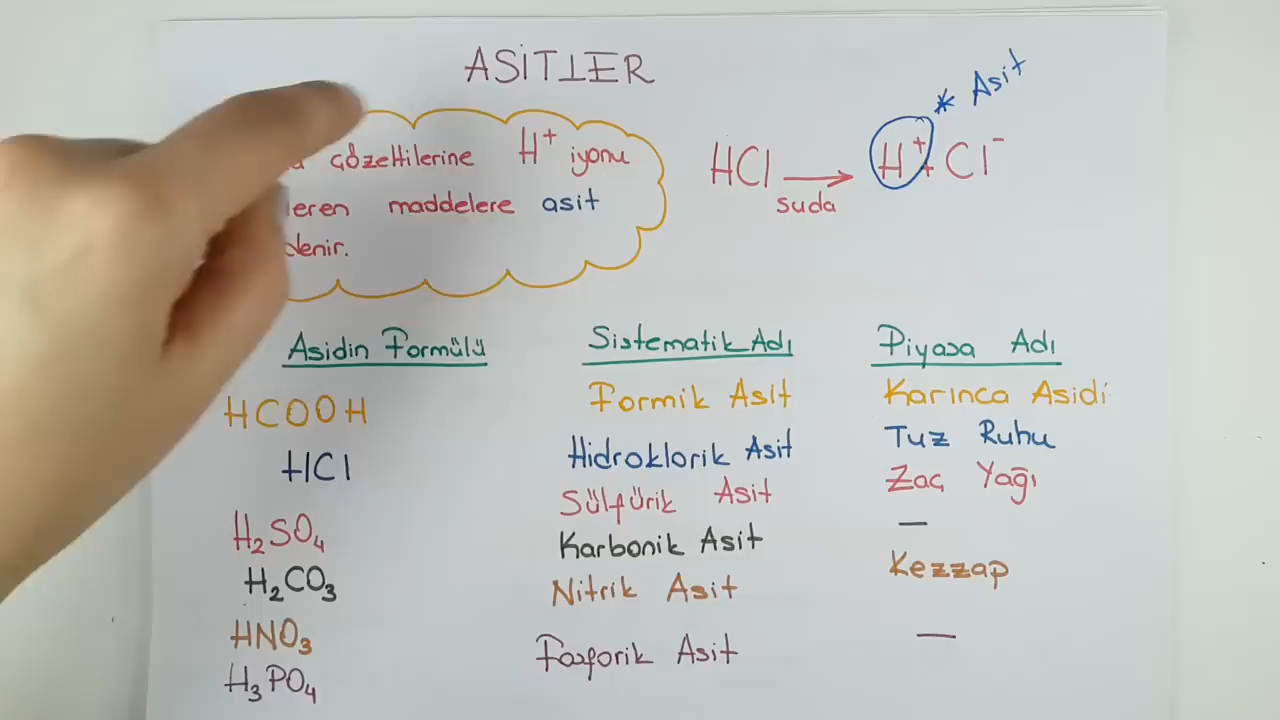 ASİTLER
* Asit
çözeltilerine H⁺ iyonu
maddelere asit
denir.
HCl → H⁺ + Cl⁻
suda
Asidin Formülü Sistematik Adı Piyasa Adı
HCOOH Formik Asit Karınca Asidi
HCl Hidroklorik Asit Tuz Ruhu
H₂SO₄ Sülfürik Asit Zaç Yağı
H₂CO₃ Karbonik Asit —
HNO₃ Nitrik Asit Kezzap
H₃PO₄ Fosforik Asit —